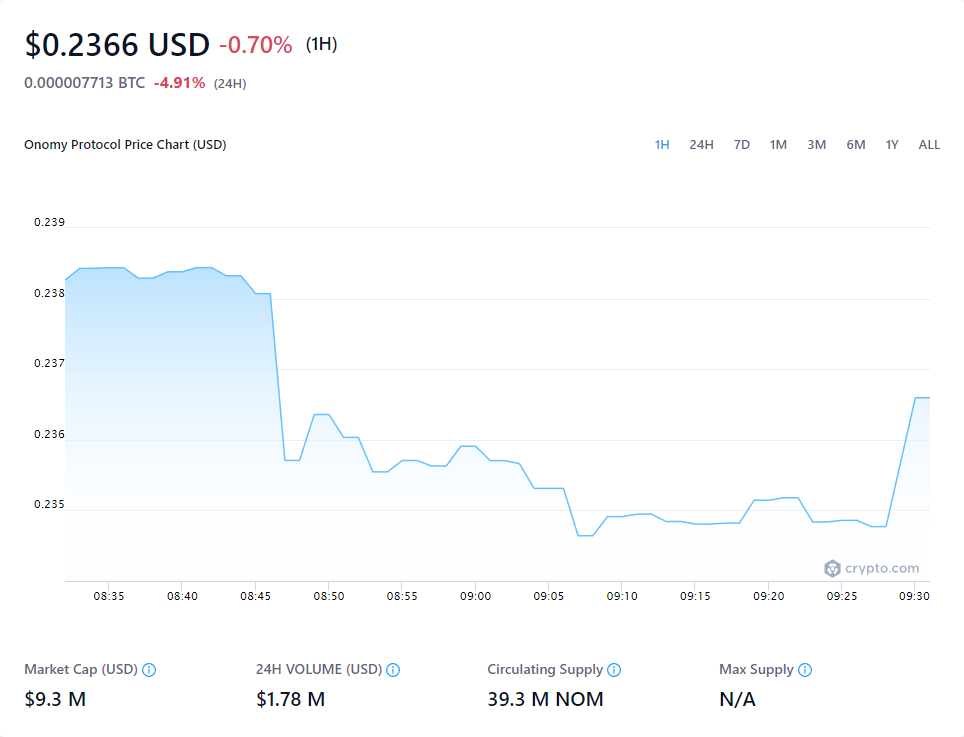 $0.2366 USD -0.70% (1H)
0.000007713 BTC -4.91% (24H)
Onomy Protocol Price Chart (USD) 1H 24H 7D 1M 3M 6M 1Y ALL
0.239
0.238
0.237
0.236
0.235
crypto.com
08:35 08:40 08:45 08:50 08:55 09:00 09:05 09:10 09:15 09:20 09:25 09:30
Market Cap (USD) 24H VOLUME (USD) Circulating Supply Max Supply
$9.3 M $1.78 M 39.3 M NOM N/A